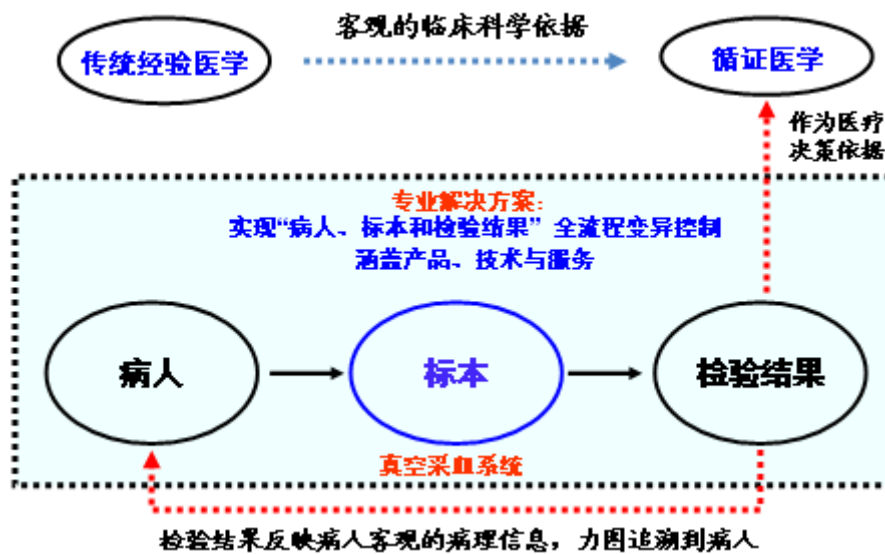 客观的临床科学依据
传统经验医学
循证医学
作为医疗
决策依据
专业解决方案:
实现“病人、标本和检验结果”全流程变异控制
涵盖产品、技术与服务
病人
标本
检验结果
真空采血系统
检验结果反映病人客观的病理信息，力图追溯到病人